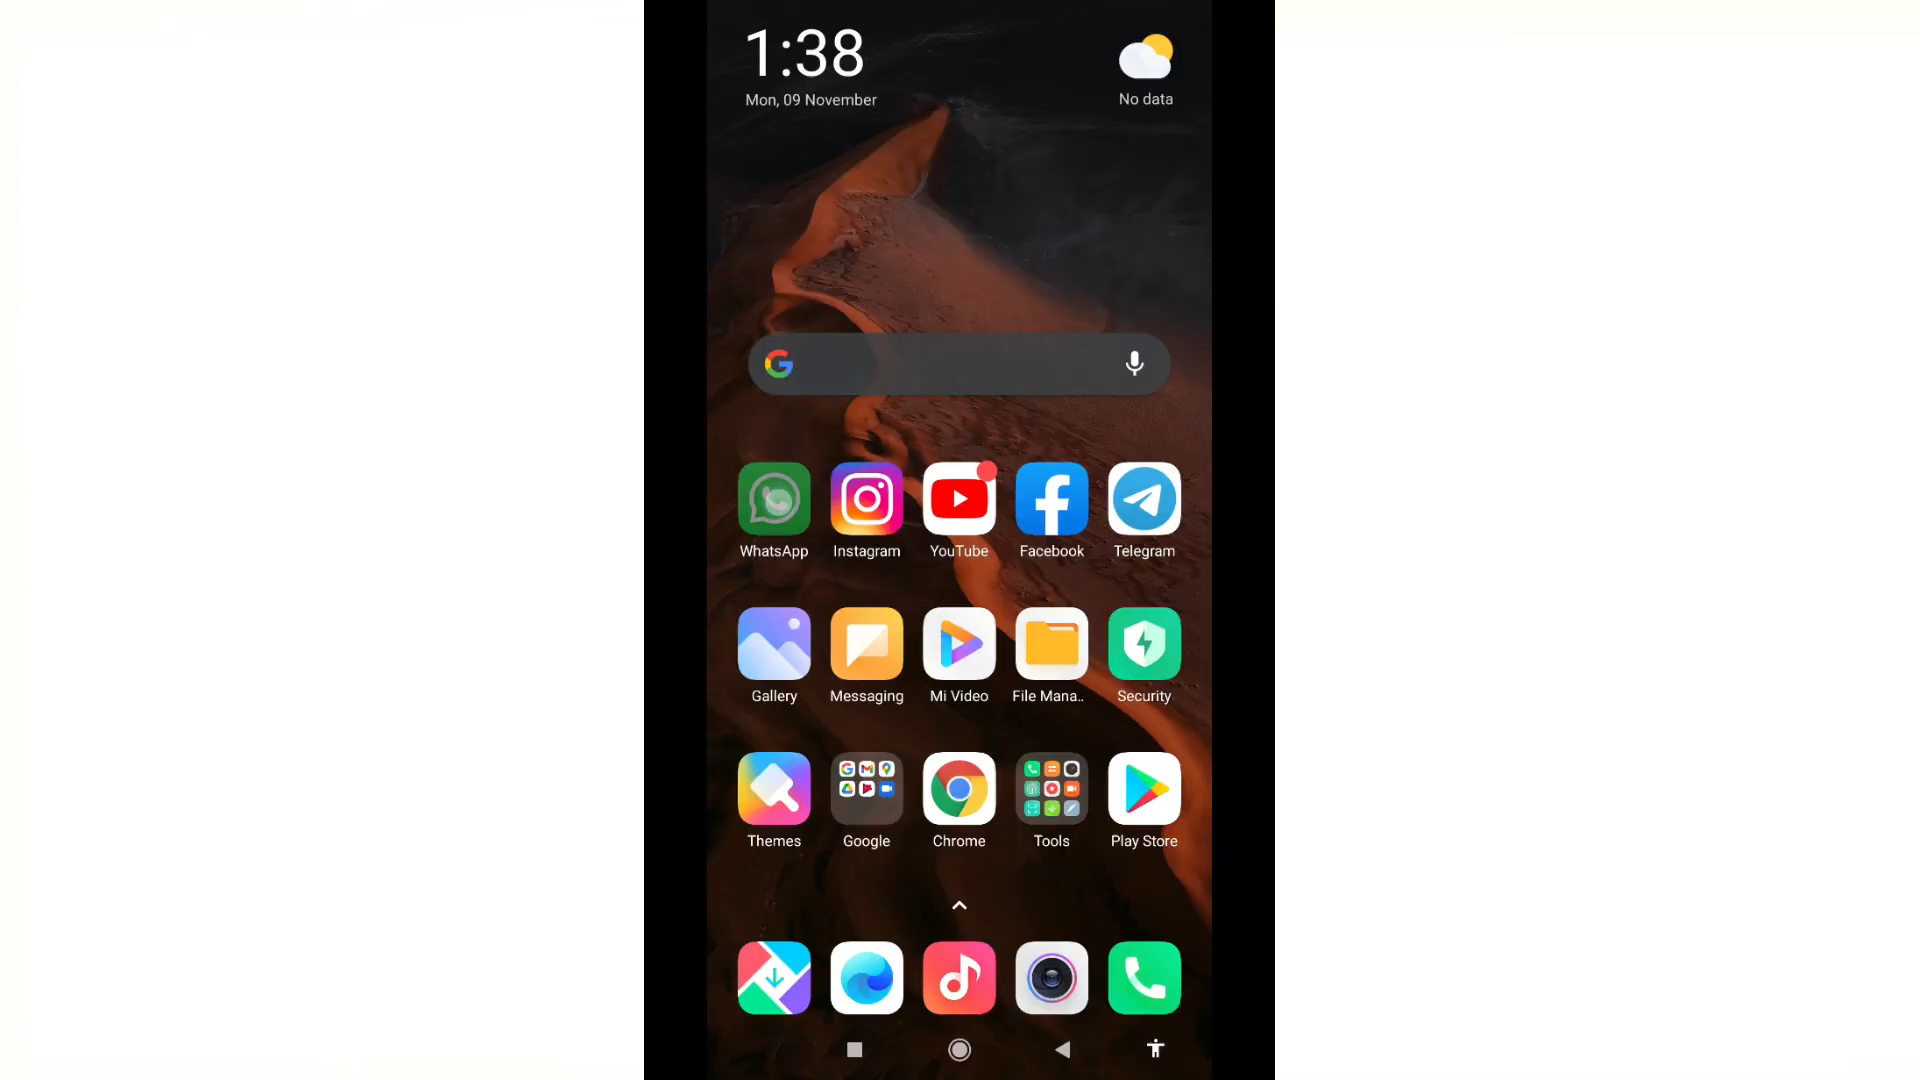 1:38
Mon, 09 November
No data
WhatsApp
Instagram
YouTube
Facebook
Telegram
Gallery
Messaging
Mi Video
File Mana..
Security
Themes
Google
Chrome
Tools
Play Store